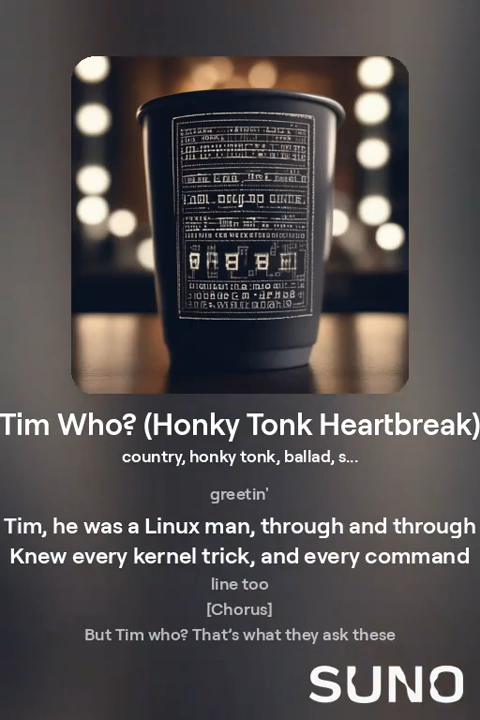 Tim Who? (Honky Tonk Heartbreak)
country, honky tonk, ballad, s...
greetin'
Tim, he was a Linux man, through and through
Knew every kernel trick, and every command
line too
[Chorus]
But Tim who? That’s what they ask these
SUNO